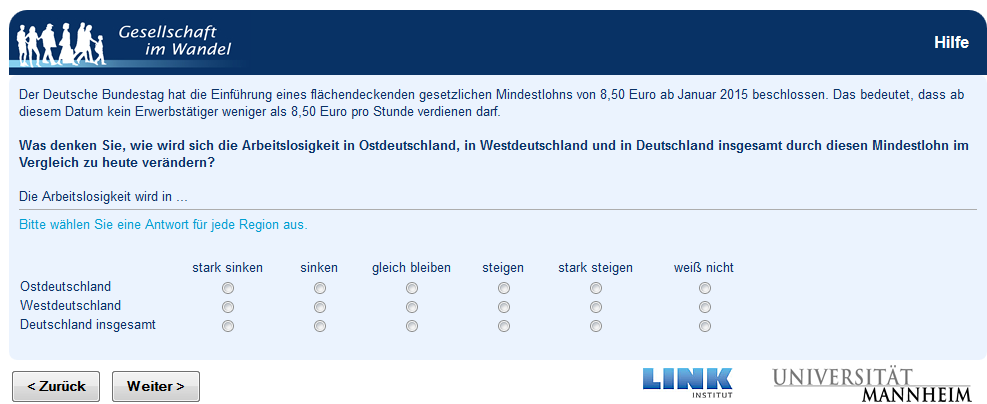 Gesellschaft
im Wandel
Hilfe
Der Deutsche Bundestag hat die Einführung eines flächendeckenden gesetzlichen Mindestlohns von 8,50 Euro ab Januar 2015 beschlossen. Das bedeutet, dass ab
diesem Datum kein Erwerbstätiger weniger als 8,50 Euro pro Stunde verdienen darf.
Was denken Sie, wie wird sich die Arbeitslosigkeit in Ostdeutschland, in Westdeutschland und in Deutschland insgesamt durch diesen Mindestlohn im
Vergleich zu heute verändern?
Die Arbeitslosigkeit wird in ...
Bitte wählen Sie eine Antwort für jede Region aus.
stark sinken sinken gleich bleiben steigen stark steigen weiß nicht
Ostdeutschland
Westdeutschland
Deutschland insgesamt
< Zurück Weiter >
LINK
INSTITUT
UNIVERSITÄT
MANNHEIM